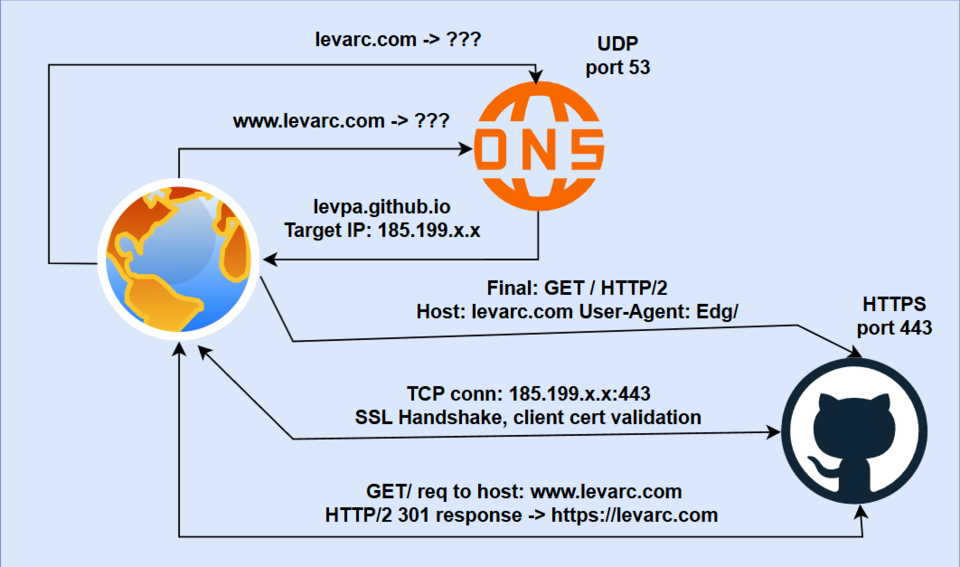 levarc.com -> ???
UDP
port 53
www.levarc.com -> ???
DNS
levpa.github.io
Target IP: 185.199.x.x
Final: GET / HTTP/2
Host: levarc.com User-Agent: Edg/
HTTPS
port 443
TCP conn: 185.199.x.x:443
SSL Handshake, client cert validation
GET/ req to host: www.levarc.com
HTTP/2 301 response -> https://levarc.com